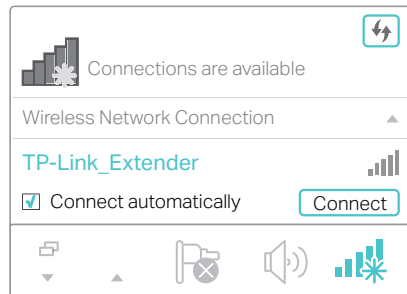 Connections are available
Wireless Network Connection
TP-Link_Extender
Connect automatically
Connect